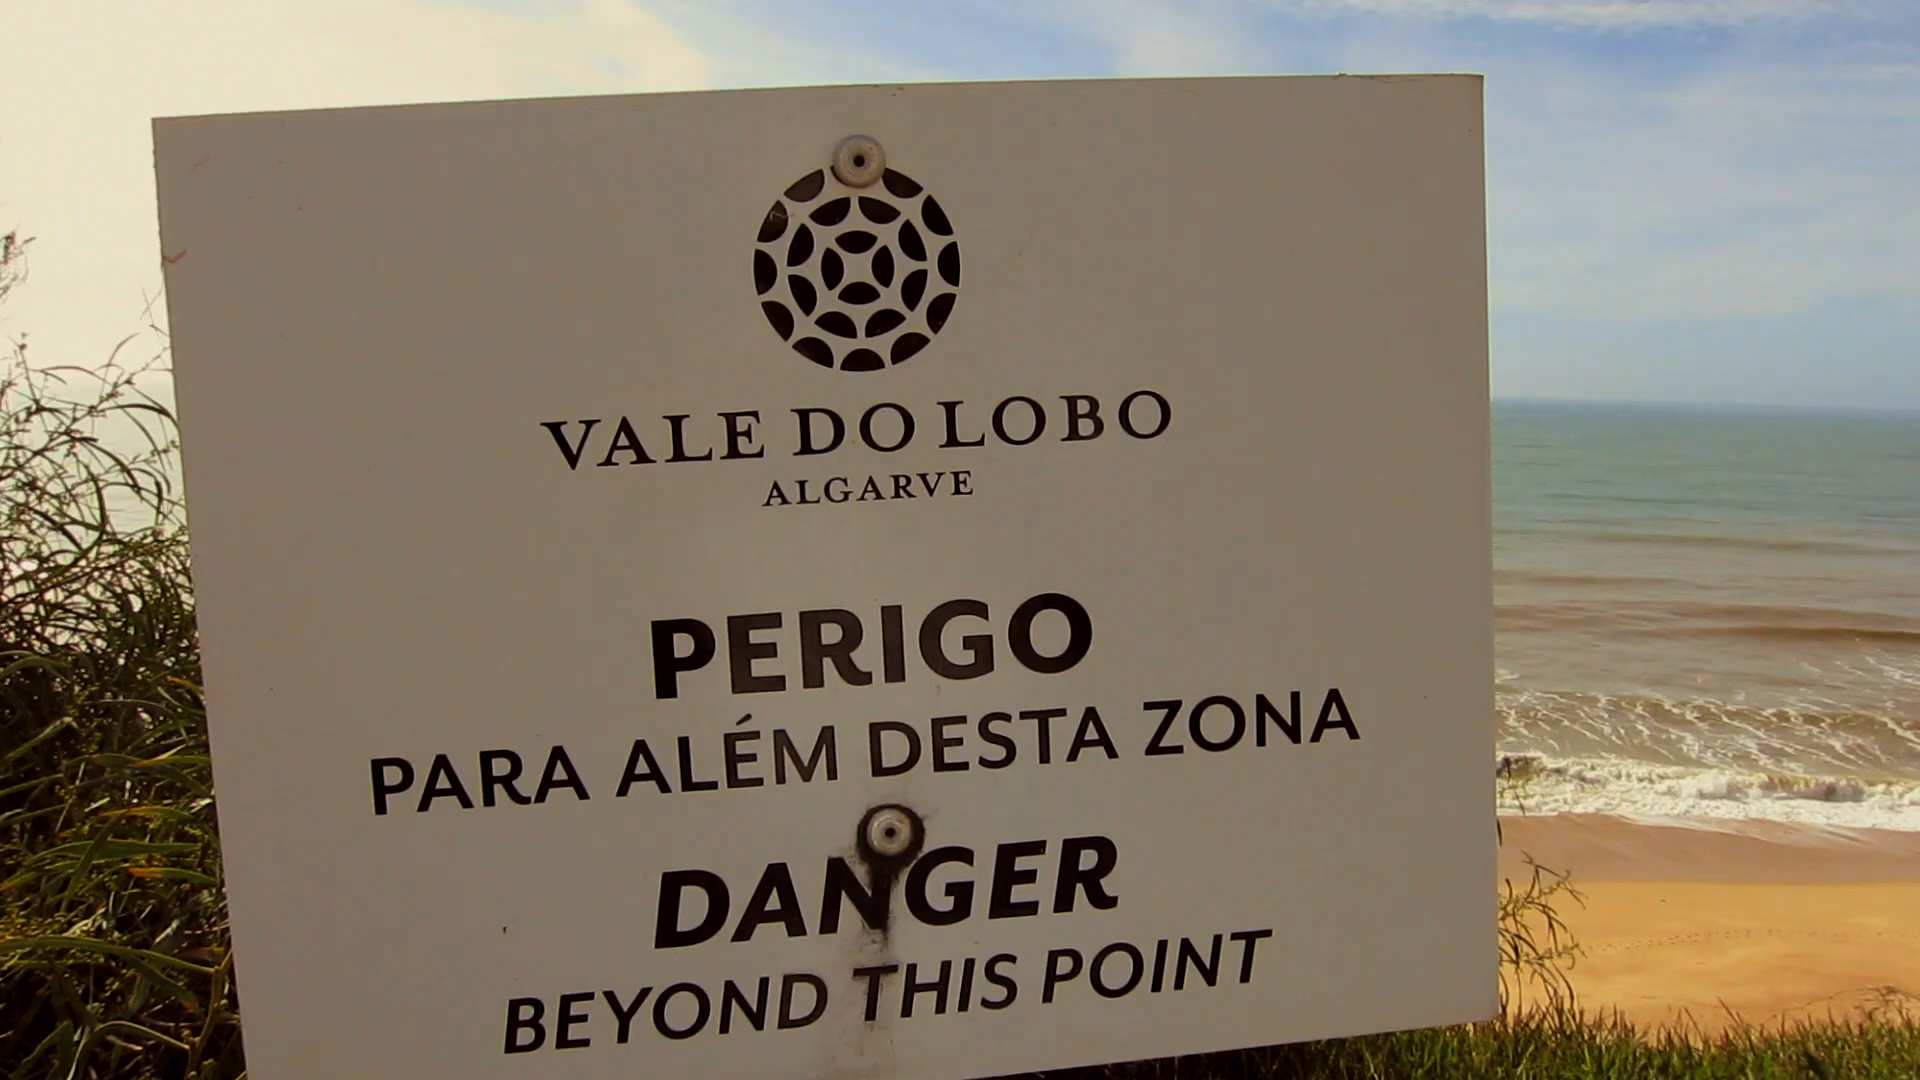 VALE DO LOBO
ALGARVE
PERIGO
PARA ALÉM DESTA ZONA
DANGER
BEYOND THIS POINT